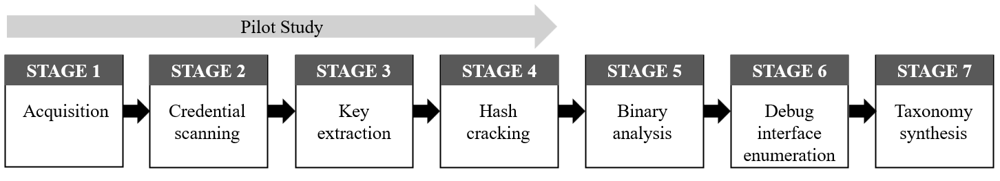 Pilot Study
STAGE 1
Acquisition
STAGE 2
Credential
scanning
STAGE 3
Key
extraction
STAGE 4
Hash
cracking
STAGE 5
Binary
analysis
STAGE 6
Debug
interface
enumeration
STAGE 7
Taxonomy
synthesis